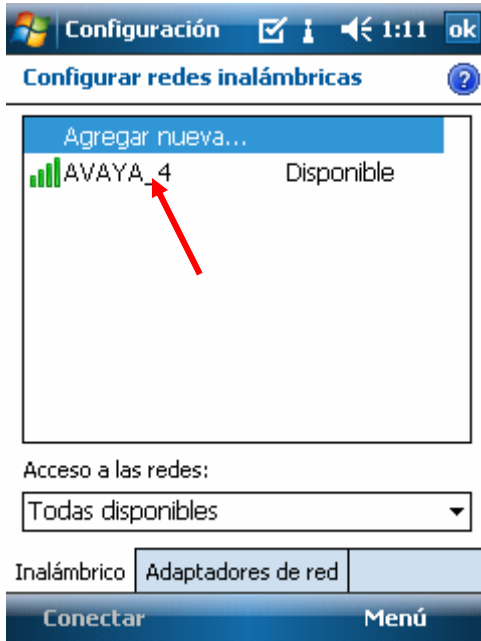 Configuración 1:11 ok
Configurar redes inalámbricas ?
Agregar nueva...
AVAYA_4 Disponible
Acceso a las redes:
Todas disponibles
Inalámbrico Adaptadores de red
Conectar Menú